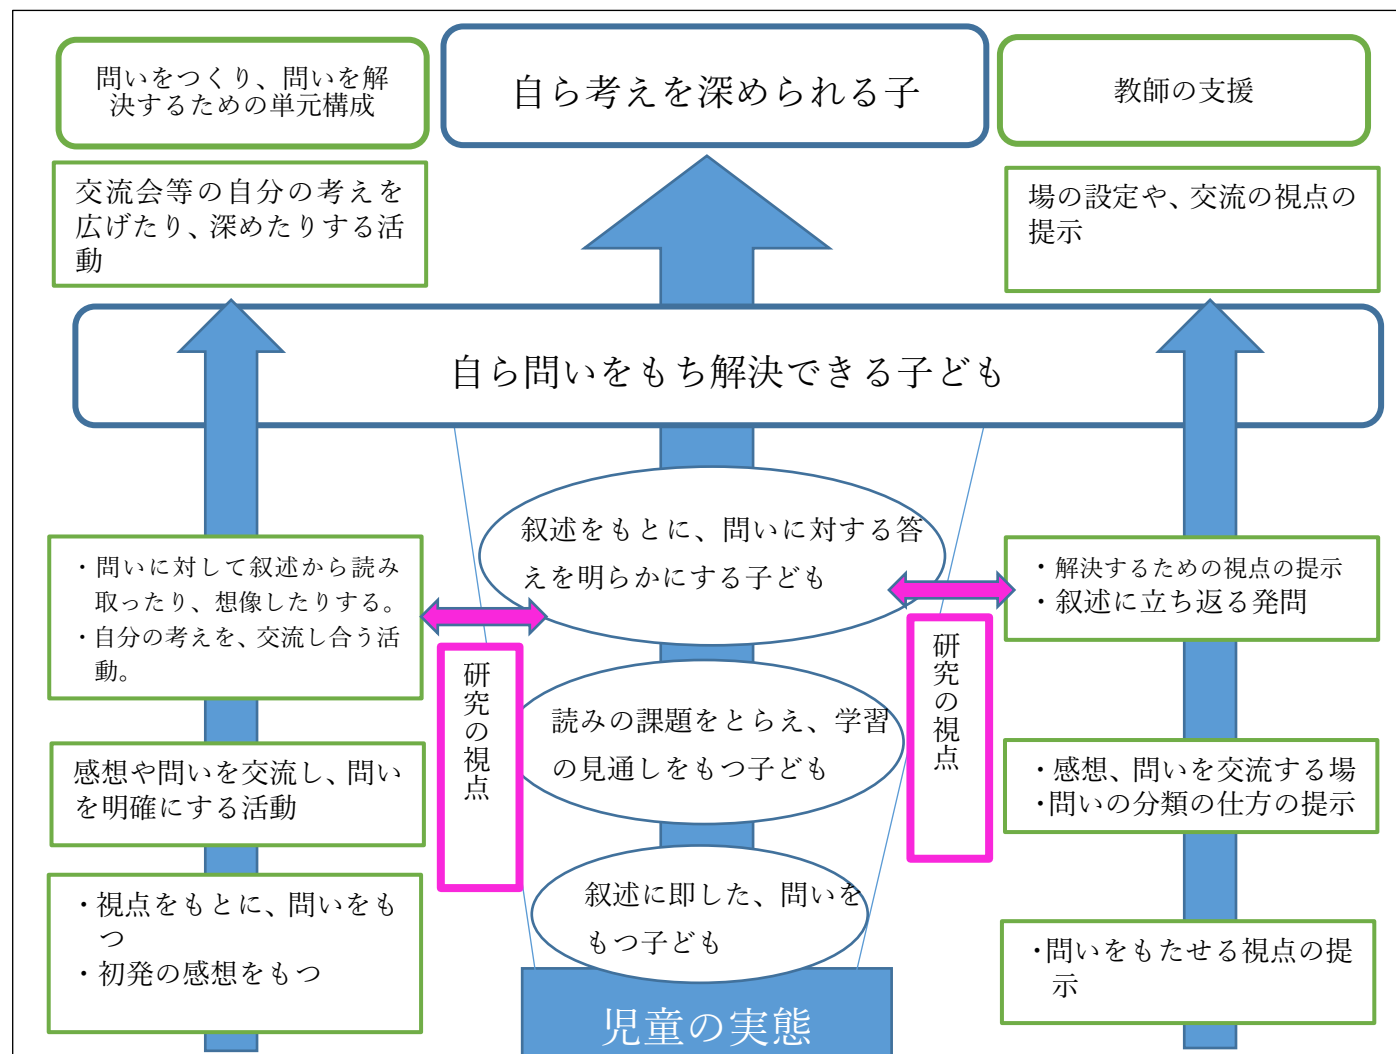 問いをつくり、問いを解
決するための単元構成
自ら考えを深められる子
教師の支援
交流会等の自分の考えを
広げたり、深めたりする活
動
場の設定や、交流の視点の
提示
自ら問いをもち解決できる子ども
叙述をもとに、問いに対する答
えを明らかにする子ども
・問いに対して叙述から読み
取ったり、想像したりする。
・自分の考えを、交流し合う活
動。
・解決するための視点の提示
・叙述に立ち返る発問
研究の視点
研究の視点
読みの課題をとらえ、学習
の見通しをもつ子ども
感想や問いを交流し、問い
を明確にする活動
・感想、問いを交流する場
・問いの分類の仕方の提示
叙述に即した、問いを
もつ子ども
・視点をもとに、問いをも
つ
・初発の感想をもつ
・問いをもたせる視点の提
示
児童の実態